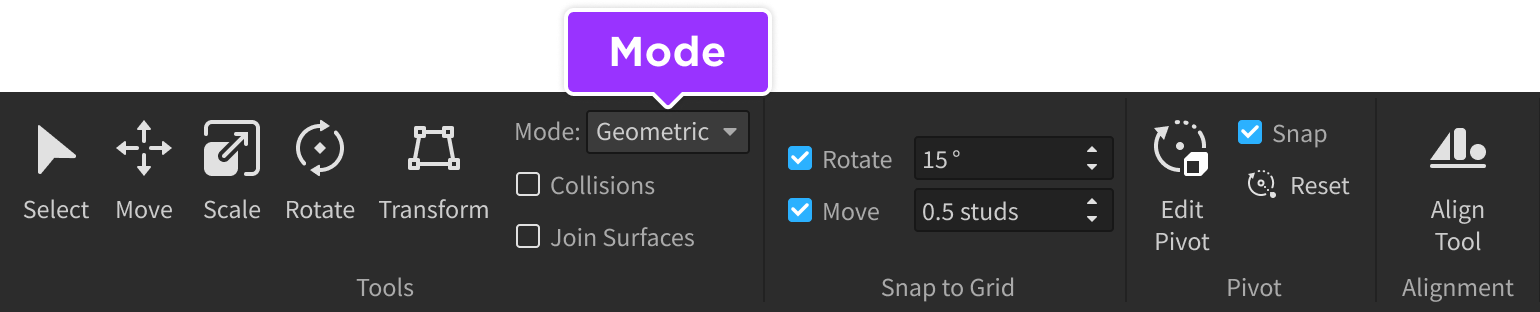 Mode
Select
Move
Scale
Rotate
Transform
Mode: Geometric
Collisions
Join Surfaces
Tools
Rotate 15°
Move 0.5 studs
Snap to Grid
Edit
Pivot
Snap
Reset
Pivot
Align
Tool
Alignment